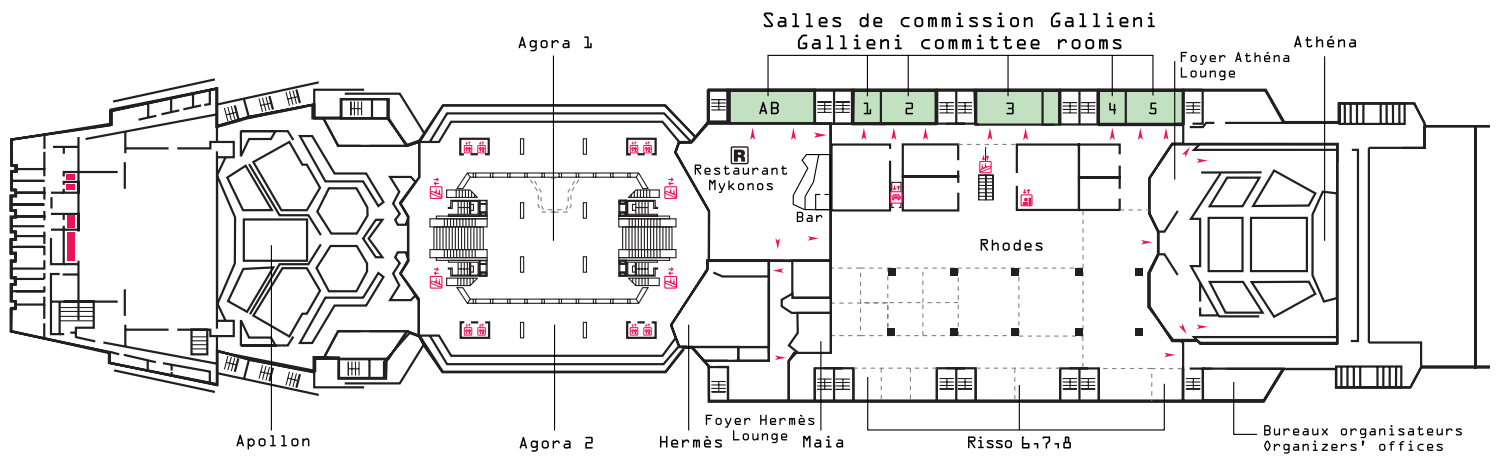 Salles de commission Gallieni
Gallieni committee rooms
Agora 1
Foyer Athéna
Lounge
Athéna
AB
1
2
3
4
5
R
Restaurant
Mykonos
Bar
Rhodes
Apollon
Agora 2
Hermès
Foyer Hermès
Lounge
Maia
Risso 6,7,8
Bureaux organisateurs
Organizers' offices